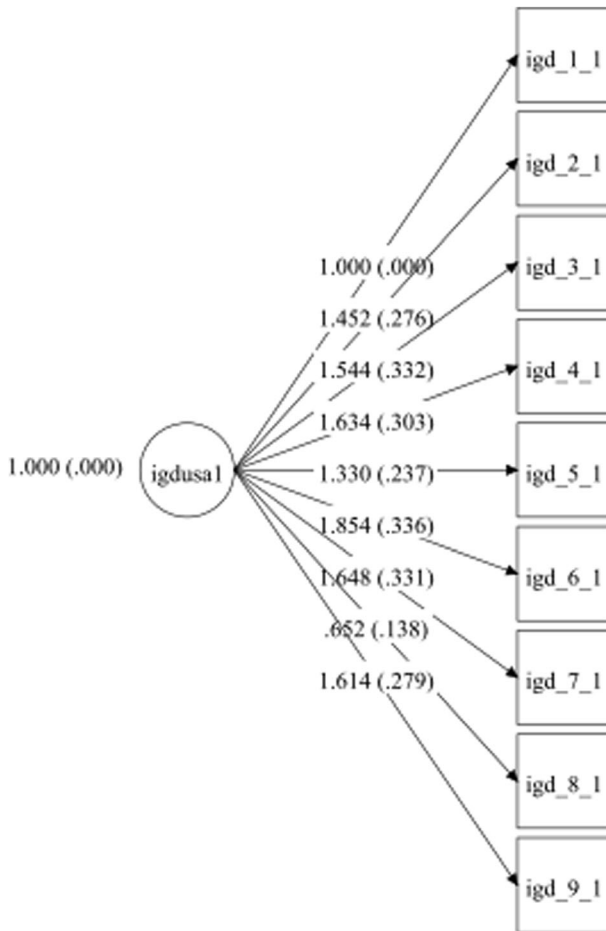 igd_1_1
igd_2_1
1.000 (.000)
igd_3_1
1.452 (.276)
1.544 (.332)
igd_4_1
1.634 (.303)
1.000 (.000)
igdusa1
1.330 (.237)
igd_5_1
1.854 (.336)
igd_6_1
1.648 (.331)
.652 (.138)
1.614 (.279)
igd_7_1
igd_8_1
igd_9_1